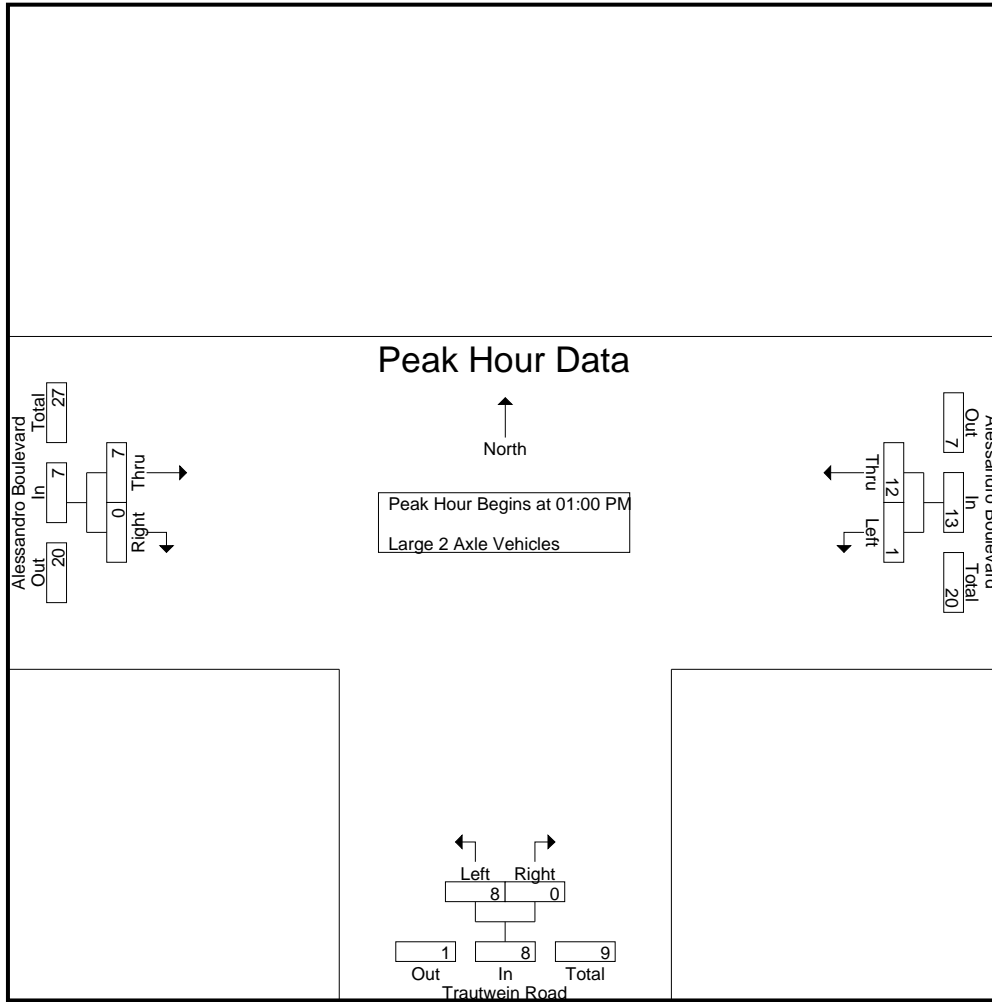 Peak Hour Data
North
Peak Hour Begins at 01:00 PM
Large 2 Axle Vehicles
Alessandro Boulevard
Out In Total
20 7 27
Right Thru
0 7
Alessandro Boulevard
Out In Total
7 13 20
Thru Left
12 1
Left Right
8 0
1 8 9
Out In Total
Trautwein Road